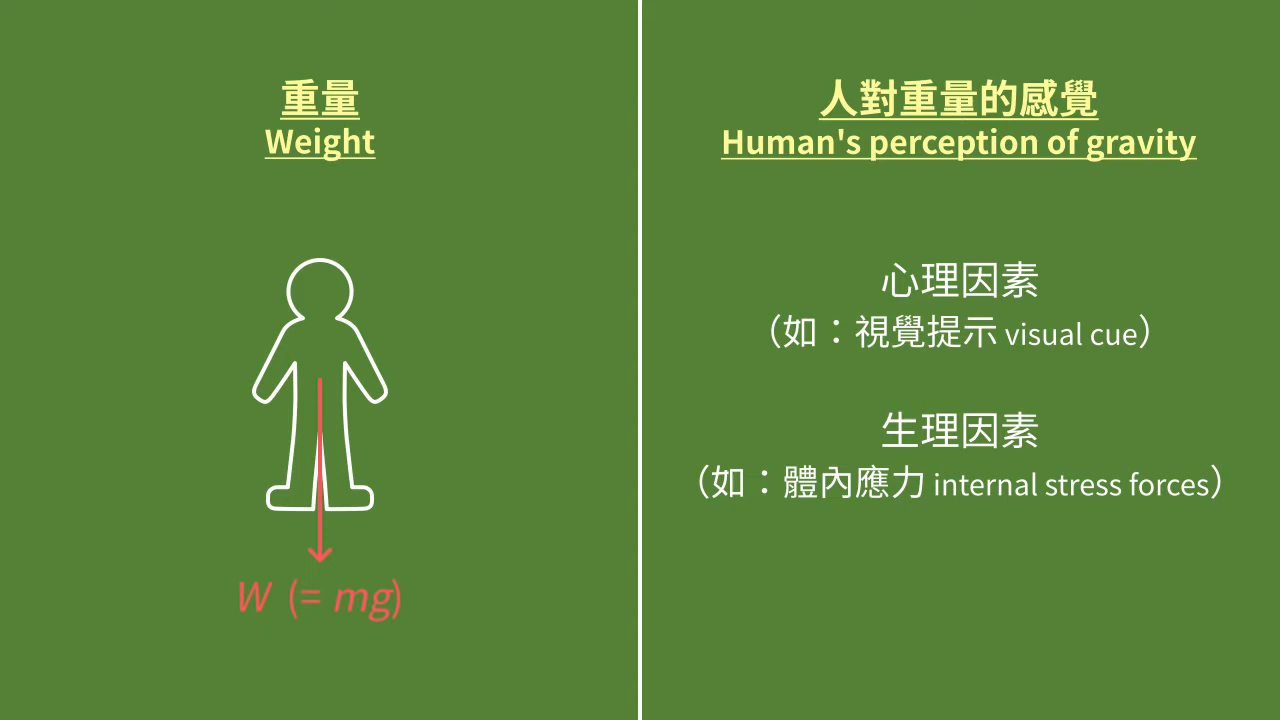 重量
Weight
W (= mg)
人對重量的感覺
Human's perception of gravity
心理因素
（如：視覺提示 visual cue）
生理因素
（如：體內應力 internal stress forces）